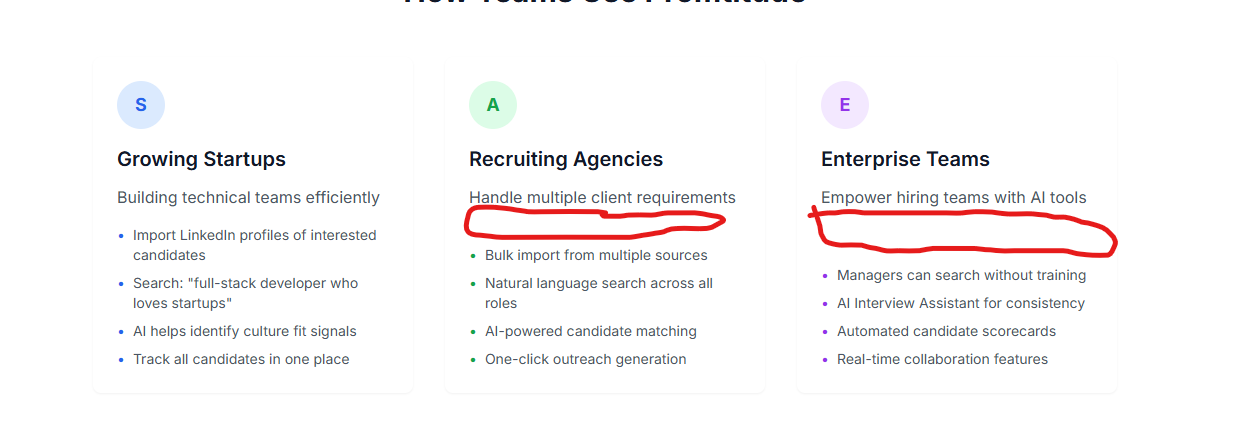 S
Growing Startups
Building technical teams efficiently
• Import LinkedIn profiles of interested
candidates
• Search: "full-stack developer who
loves startups"
• AI helps identify culture fit signals
• Track all candidates in one place
A
Recruiting Agencies
Handle multiple client requirements
• Bulk import from multiple sources
• Natural language search across all
roles
• AI-powered candidate matching
• One-click outreach generation
E
Enterprise Teams
Empower hiring teams with AI tools
• Managers can search without training
• AI Interview Assistant for consistency
• Automated candidate scorecards
• Real-time collaboration features